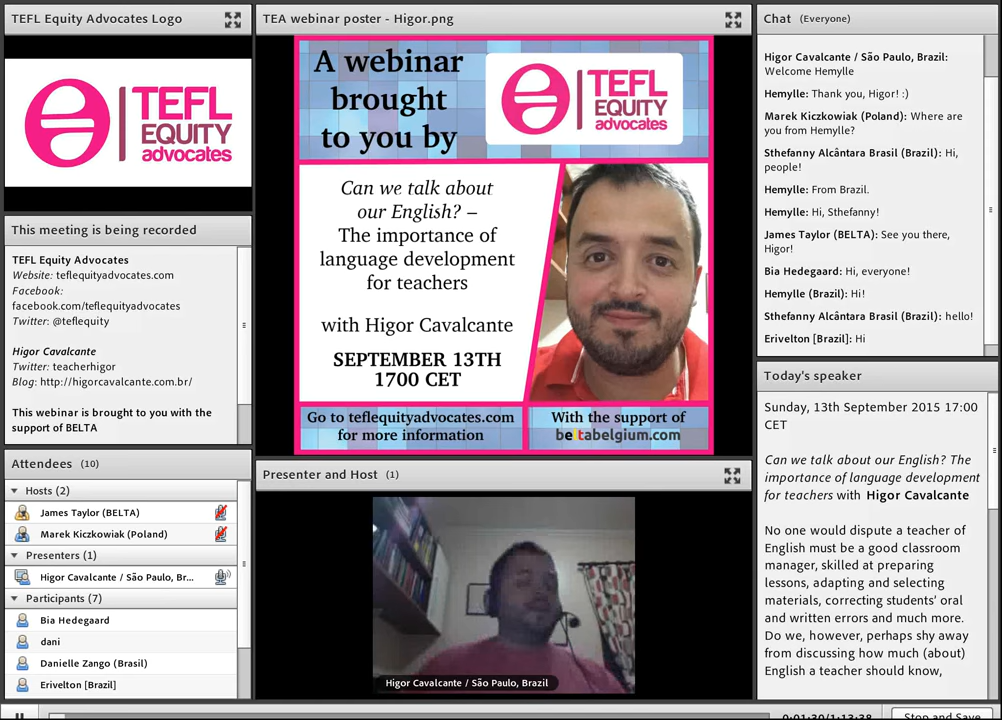 TEFL Equity Advocates Logo
TEFL
EQUITY
advocates
This meeting is being recorded
TEFL Equity Advocates
Website: teflequityadvocates.com
Facebook:
facebook.com/teflequityadvocates
Twitter: @teflequity
Higor Cavalcante
Twitter: teacherhigor
Blog: http://higorcavalcante.com.br/
This webinar is brought to you with the
support of BELTA
Attendees (10)
Hosts (2)
James Taylor (BELTA)
Marek Kiczkowiak (Poland)
Presenters (1)
Higor Cavalcante / São Paulo, Br...
Participants (7)
Bia Hedegaard
dani
Danielle Zango (Brasil)
Erivelton [Brazil]
TEA webinar poster - Higor.png
A webinar
brought
to you by
TEFL
EQUITY
advocates
Can we talk about
our English? –
The importance of
language development
for teachers
with Higor Cavalcante
SEPTEMBER 13TH
1700 CET
Go to teflequityadvocates.com
for more information
With the support of
beltabelgium.com
Presenter and Host (1)
Higor Cavalcante / São Paulo, Brazil
Chat (Everyone)
Higor Cavalcante / São Paulo, Brazil:
Welcome Hemylle
Hemylle: Thank you, Higor! :)
Marek Kiczkowiak (Poland): Where are
you from Hemylle?
Sthefanny Alcântara Brasil (Brazil): Hi,
people!
Hemylle: From Brazil.
Hemylle: Hi, Sthefanny!
James Taylor (BELTA): See you there,
Higor!
Bia Hedegaard: Hi, everyone!
Hemylle (Brazil): Hi!
Sthefanny Alcântara Brasil (Brazil): hello!
Erivelton [Brazil]: Hi
Today's speaker
Sunday, 13th September 2015 17:00
CET
Can we talk about our English? The
importance of language development
for teachers with Higor Cavalcante
No one would dispute a teacher of
English must be a good classroom
manager, skilled at preparing
lessons, adapting and selecting
materials, correcting students' oral
and written errors and much more.
Do we, however, perhaps shy away
from discussing how much (about)
English a teacher should know,
0:01:30/1:13:38
Stop and Save